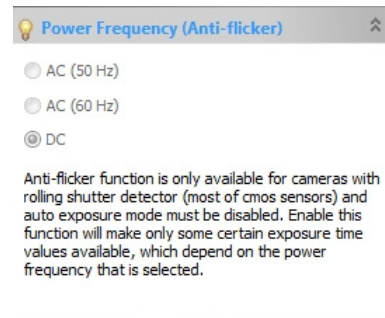 Power Frequency (Anti-flicker)
AC (50 Hz)
AC (60 Hz)
DC
Anti-flicker function is only available for cameras with
rolling shutter detector (most of cmos sensors) and
auto exposure mode must be disabled. Enable this
function will make only some certain exposure time
values available, which depend on the power
frequency that is selected.